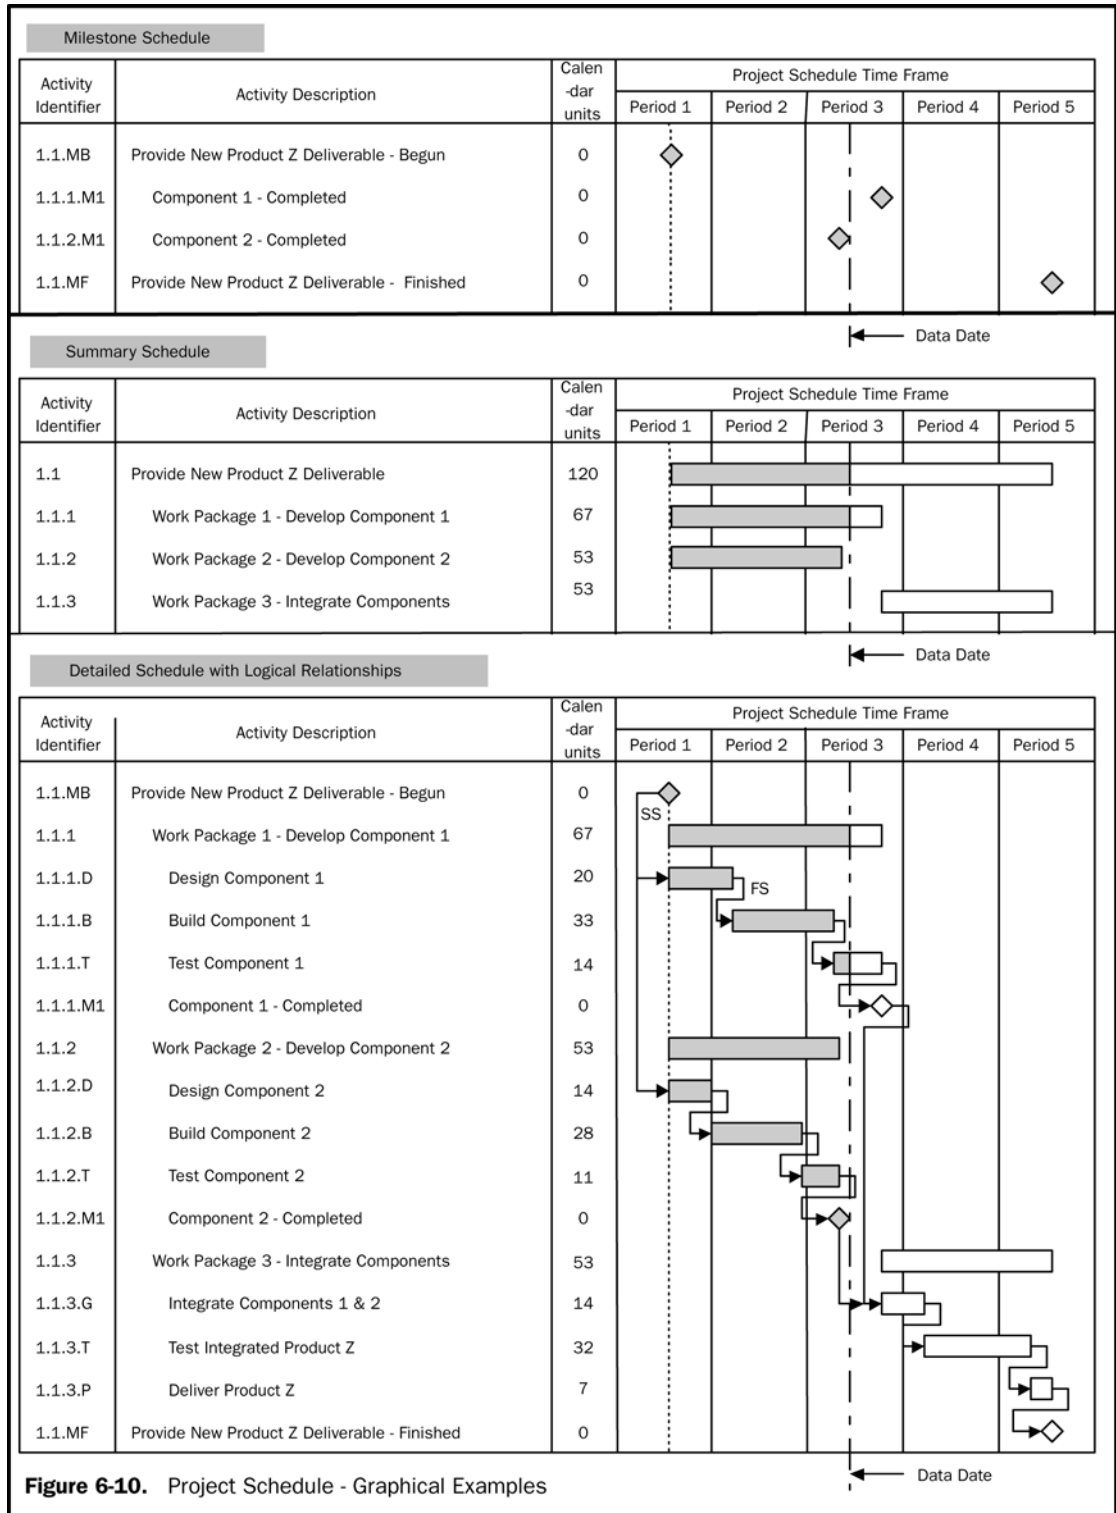 Milestone Schedule
Activity Identifier
Activity Description
Calen-dar units
Project Schedule Time Frame
Period 1 Period 2 Period 3 Period 4 Period 5
1.1.MB Provide New Product Z Deliverable - Begun 0
1.1.1.M1 Component 1 - Completed 0
1.1.2.M1 Component 2 - Completed 0
1.1.MF Provide New Product Z Deliverable - Finished 0
Data Date
Summary Schedule
Activity Identifier
Activity Description
Calen-dar units
Project Schedule Time Frame
Period 1 Period 2 Period 3 Period 4 Period 5
1.1 Provide New Product Z Deliverable 120
1.1.1 Work Package 1 - Develop Component 1 67
1.1.2 Work Package 2 - Develop Component 2 53
1.1.3 Work Package 3 - Integrate Components 53
Data Date
Detailed Schedule with Logical Relationships
Activity Identifier
Activity Description
Calen-dar units
Project Schedule Time Frame
Period 1 Period 2 Period 3 Period 4 Period 5
1.1.MB Provide New Product Z Deliverable - Begun 0
SS
1.1.1 Work Package 1 - Develop Component 1 67
1.1.1.D Design Component 1 20
FS
1.1.1.B Build Component 1 33
1.1.1.T Test Component 1 14
1.1.1.M1 Component 1 - Completed 0
1.1.2 Work Package 2 - Develop Component 2 53
1.1.2.D Design Component 2 14
1.1.2.B Build Component 2 28
1.1.2.T Test Component 2 11
1.1.2.M1 Component 2 - Completed 0
1.1.3 Work Package 3 - Integrate Components 53
1.1.3.G Integrate Components 1 & 2 14
1.1.3.T Test Integrated Product Z 32
1.1.3.P Deliver Product Z 7
1.1.MF Provide New Product Z Deliverable - Finished 0
Data Date
Figure 6-10. Project Schedule - Graphical Examples